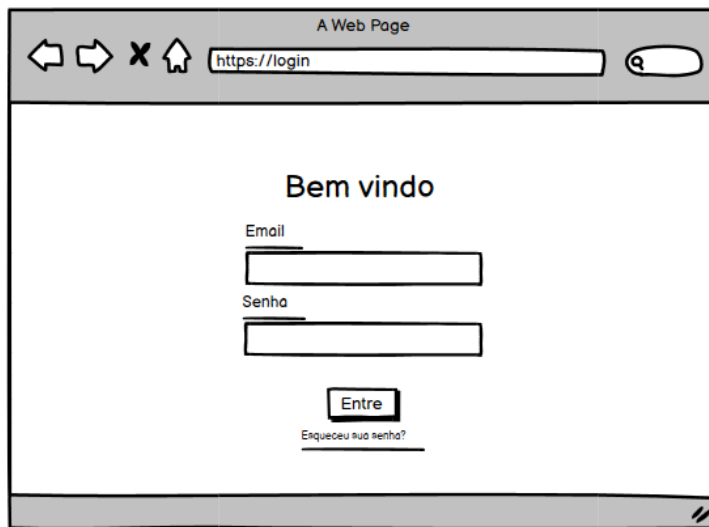 A Web Page
https://login
Bem vindo
Email
Senha
Entre
Esqueceu sua senha?